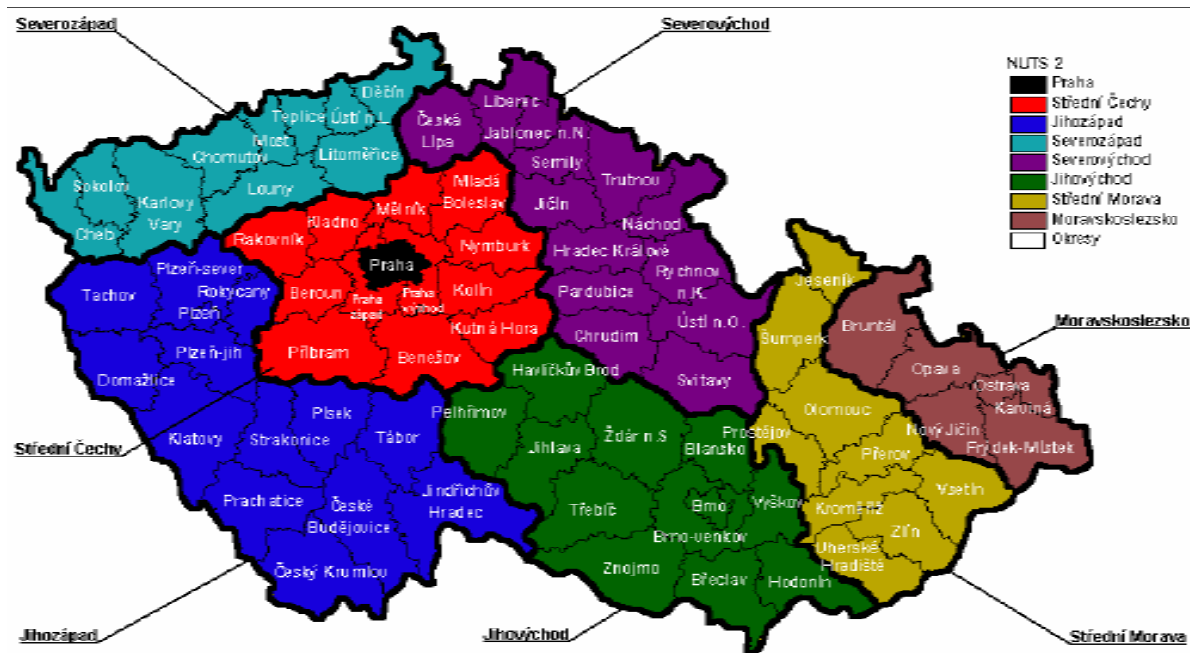 Severozápad
Severovýchod
NUTS 2
Praha
Střední Čechy
Jihozápad
Severozápad
Severovýchod
Jihovýchod
Střední Morava
Moravskoslezsko
Okresy
Děčín
Teplice
Ústí n.L.
Most
Chomutov
Litoměřice
Louny
Sokolov
Karlovy
Vary
Cheb
Česká
Lípa
Liberec
Jablonec n.N.
Semily
Trutnov
Jičín
Náchod
Hradec Králové
Rychnov
n.K.
Pardubice
Ústí n.O.
Chrudim
Svitavy
Mladá
Boleslav
Mělník
Kladno
Rakovník
Nymburk
Praha
Beroun
Praha
západ
Praha
východ
Kolín
Kutná Hora
Příbram
Benešov
Plzeň-sever
Tachov
Rokycany
Plzeň
Plzeň-jih
Domažlice
Klatovy
Písek
Strakonice
Tábor
Prachatice
České
Budějovice
Jindřichův
Hradec
Český Krumlov
Havlíčkův Brod
Pelhřimov
Jihlava
Ždár n.S
Blansko
Třebíč
Brno
Vyškov
Brno-venkov
Znojmo
Břeclav
Hodonín
Jeseník
Šumperk
Olomouc
Prostějov
Přerov
Kroměříž
Vsetín
Zlín
Uherské
Hradiště
Bruntál
Opava
Ostrava
Karviná
Nový Jičín
Frýdek-Místek
Moravskoslezsko
Střední Čechy
Jihozápad
Jihovýchod
Střední Morava